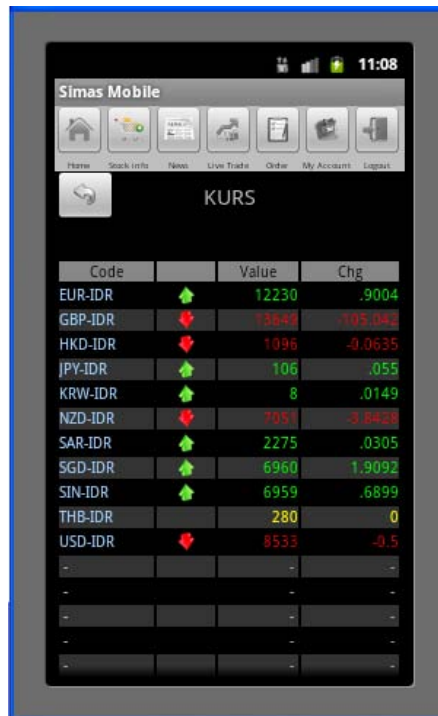 11:08
Simas Mobile
Home Stock Info News Live Trade Order My Account Logout
KURS
Code Value Chg
EUR-IDR 12230 .9004
GBP-IDR 13649 -105.042
HKD-IDR 1096 -0.0635
JPY-IDR 106 .055
KRW-IDR 8 .0149
NZD-IDR 7051 -3.8428
SAR-IDR 2275 .0305
SGD-IDR 6960 1.9092
SIN-IDR 6959 .6899
THB-IDR 280 0
USD-IDR 8533 -0.5
- - -
- - -
- - -
- - -
- - -